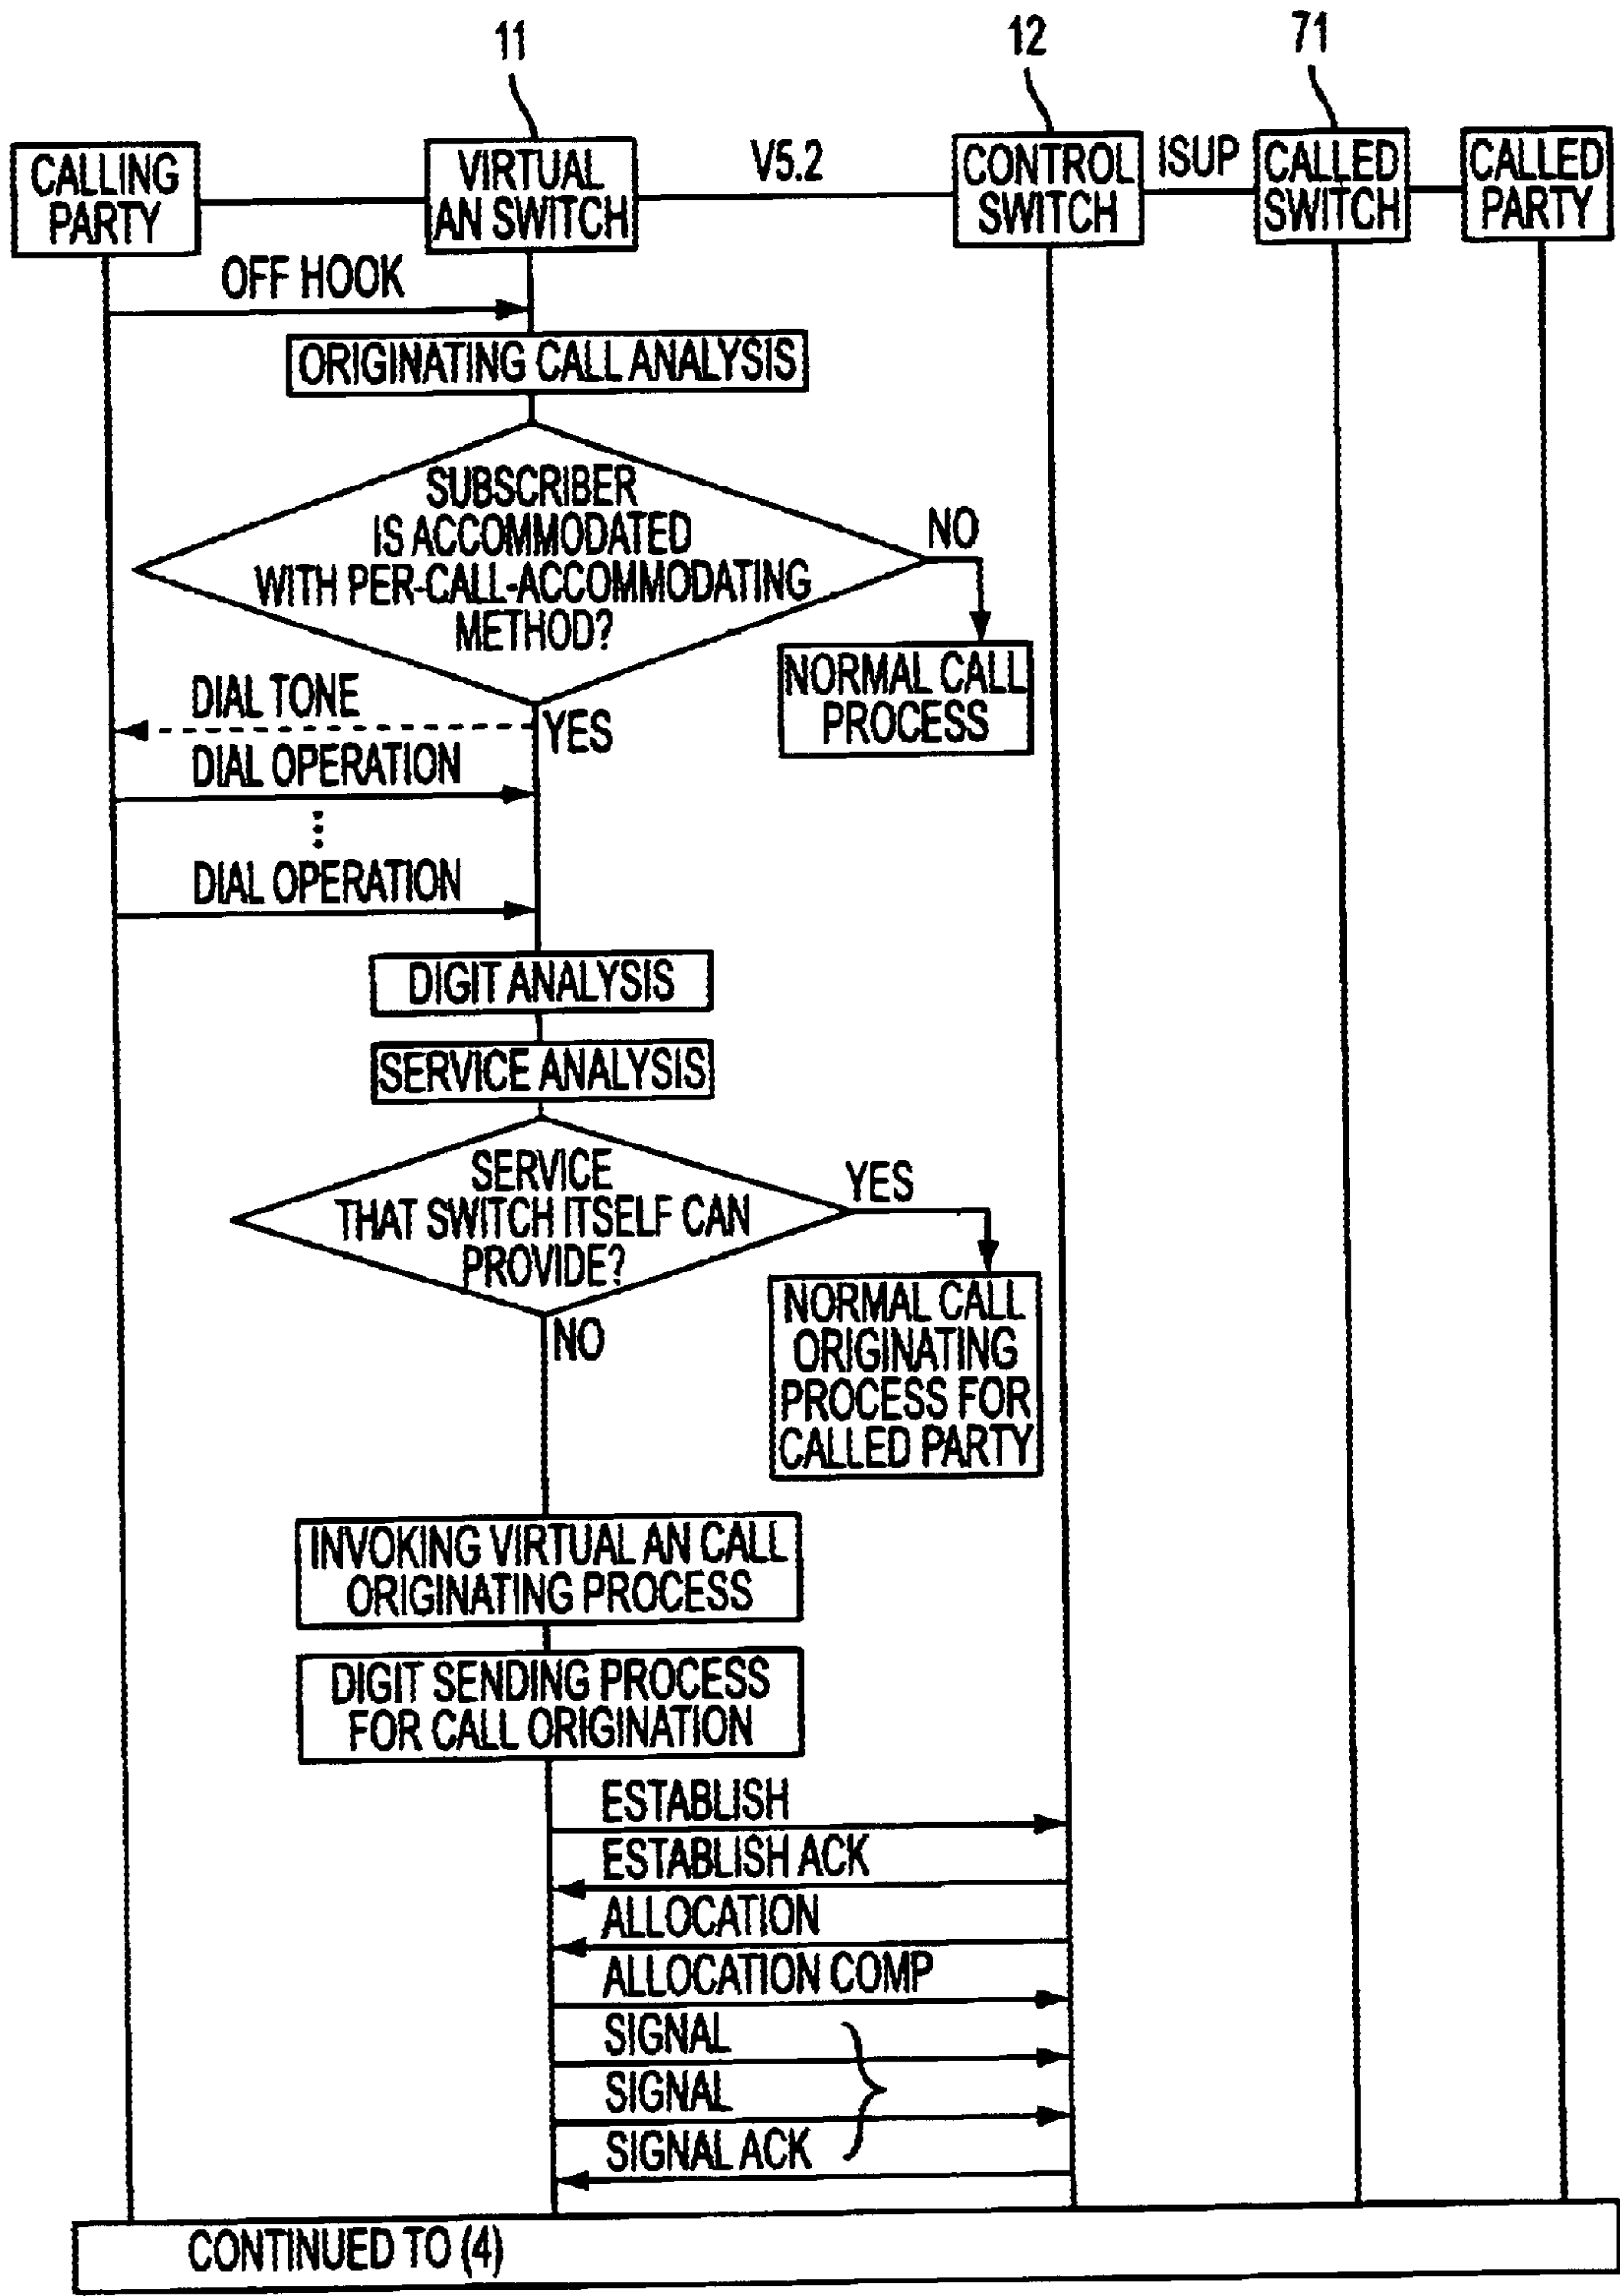 11
12
71
CALLING
PARTY
VIRTUAL
AN SWITCH
V5.2
CONTROL
SWITCH
ISUP
CALLED
SWITCH
CALLED
PARTY
OFF HOOK
ORIGINATING CALL ANALYSIS
SUBSCRIBER
IS ACCOMMODATED
WITH PER-CALL-ACCOMMODATING
METHOD?
NO
NORMAL CALL
PROCESS
DIAL TONE
YES
DIAL OPERATION
DIAL OPERATION
DIGIT ANALYSIS
SERVICE ANALYSIS
SERVICE
THAT SWITCH ITSELF CAN
PROVIDE?
YES
NORMAL CALL
ORIGINATING
PROCESS FOR
CALLED PARTY
NO
INVOKING VIRTUAL AN CALL
ORIGINATING PROCESS
DIGIT SENDING PROCESS
FOR CALL ORIGINATION
ESTABLISH
ESTABLISH ACK
ALLOCATION
ALLOCATION COMP
SIGNAL
SIGNAL
SIGNAL ACK
CONTINUED TO (4)